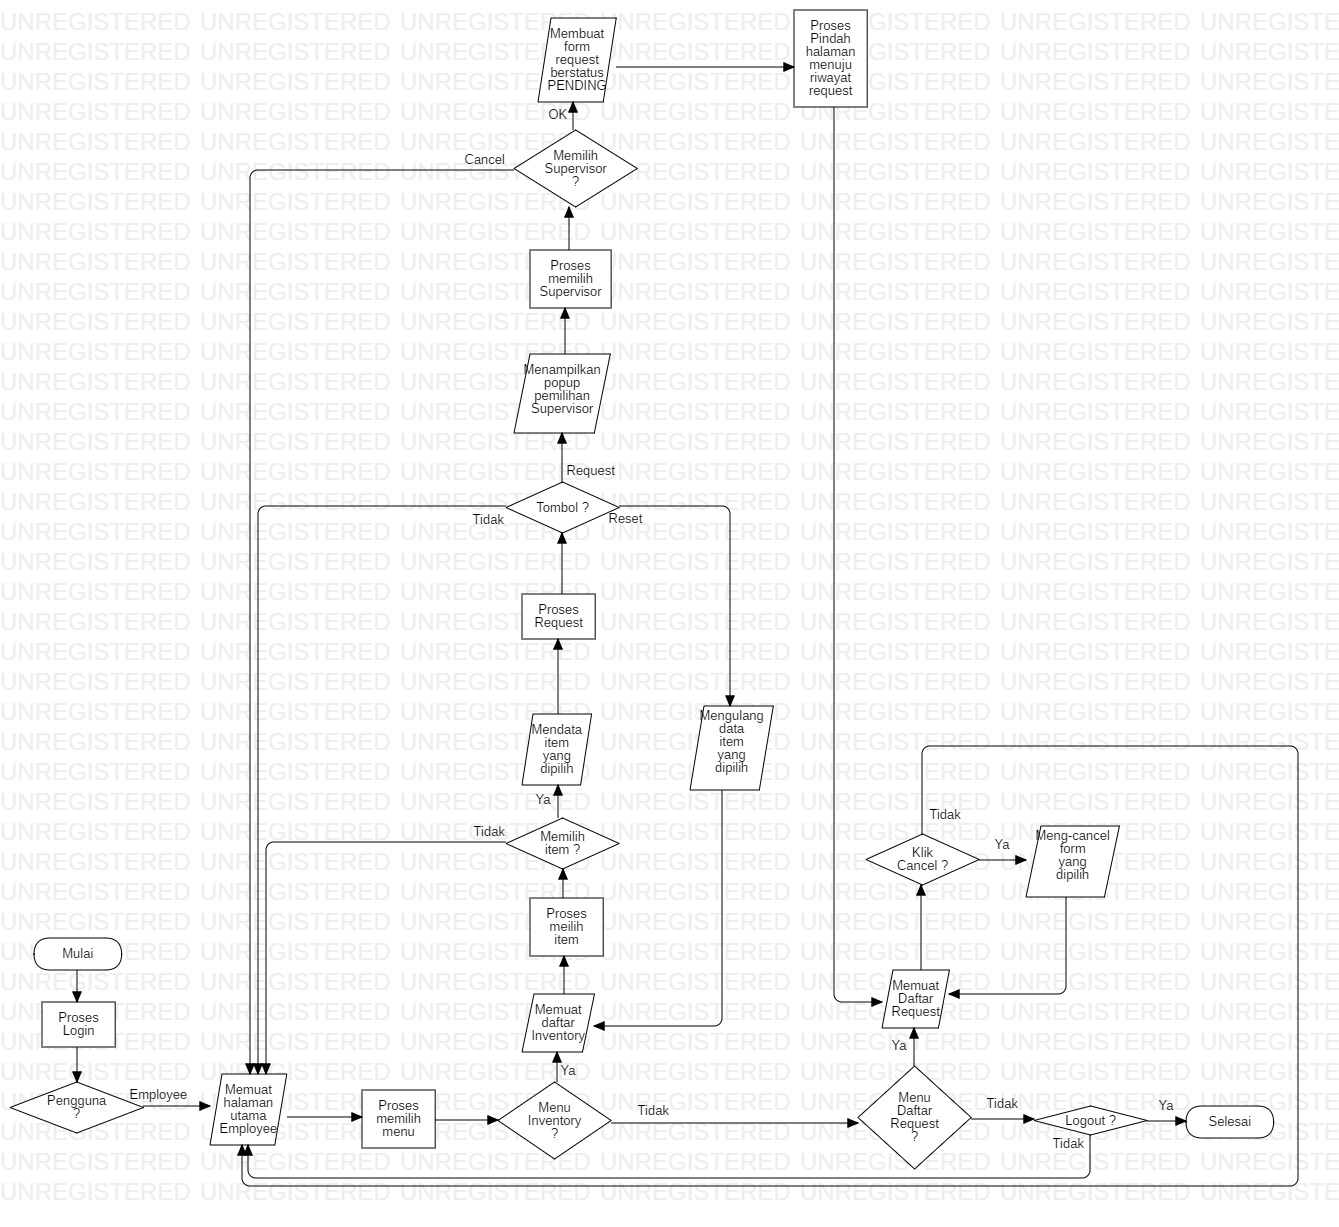 Membuat
form
request
berstatus
PENDING
Proses
Pindah
halaman
menuju
riwayat
request
OK
Memilih
Supervisor
?
Cancel
Proses
memilih
Supervisor
Menampilkan
popup
pemilihan
Supervisor
Request
Tombol ?
Tidak
Reset
Proses
Request
Mendata
item
yang
dipilih
Mengulang
data
item
yang
dipilih
Ya
Tidak
Memilih
item ?
Tidak
Klik
Cancel ?
Ya
Meng-cancel
form
yang
dipilih
Proses
meilih
item
Mulai
Proses
Login
Memuat
daftar
Inventory
Memuat
Daftar
Request
Ya
Ya
Pengguna
?
Employee
Memuat
halaman
utama
Employee
Proses
memilih
menu
Menu
Inventory
?
Tidak
Menu
Daftar
Request
?
Tidak
Logout ?
Ya
Selesai
Tidak
UNREGISTERED